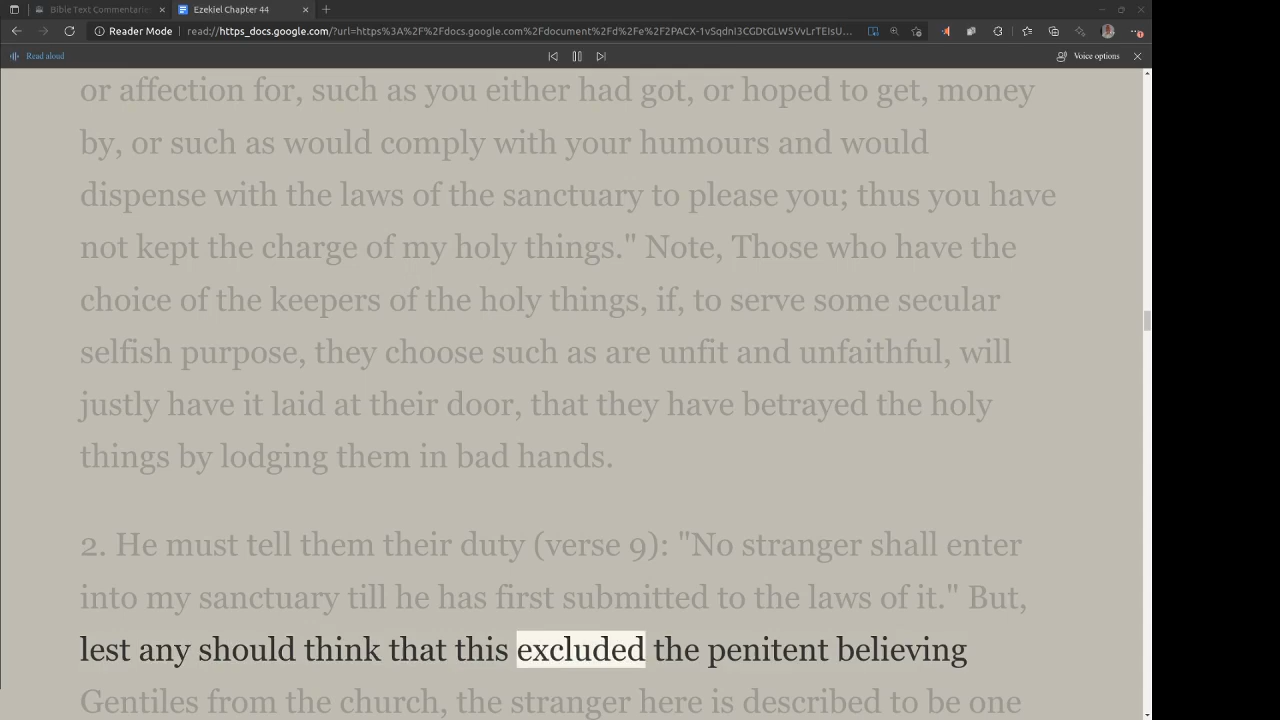 Bible Text Commentaries
Ezekiel Chapter 44
Reader Mode
read://https_docs.google.com/?url=https%3A%2F%2Fdocs.google.com%2Fdocument%2Fd%2Fe%2F2PACX-1vSqdnI3CGDtGLW5VvLrTEIsU...
Read aloud
Voice options
or affection for, such as you either had got, or hoped to get, money
by, or such as would comply with your humours and would
dispense with the laws of the sanctuary to please you; thus you have
not kept the charge of my holy things." Note, Those who have the
choice of the keepers of the holy things, if, to serve some secular
selfish purpose, they choose such as are unfit and unfaithful, will
justly have it laid at their door, that they have betrayed the holy
things by lodging them in bad hands.
2. He must tell them their duty (verse 9): "No stranger shall enter
into my sanctuary till he has first submitted to the laws of it." But,
lest any should think that this excluded the penitent believing
Gentiles from the church, the stranger here is described to be one